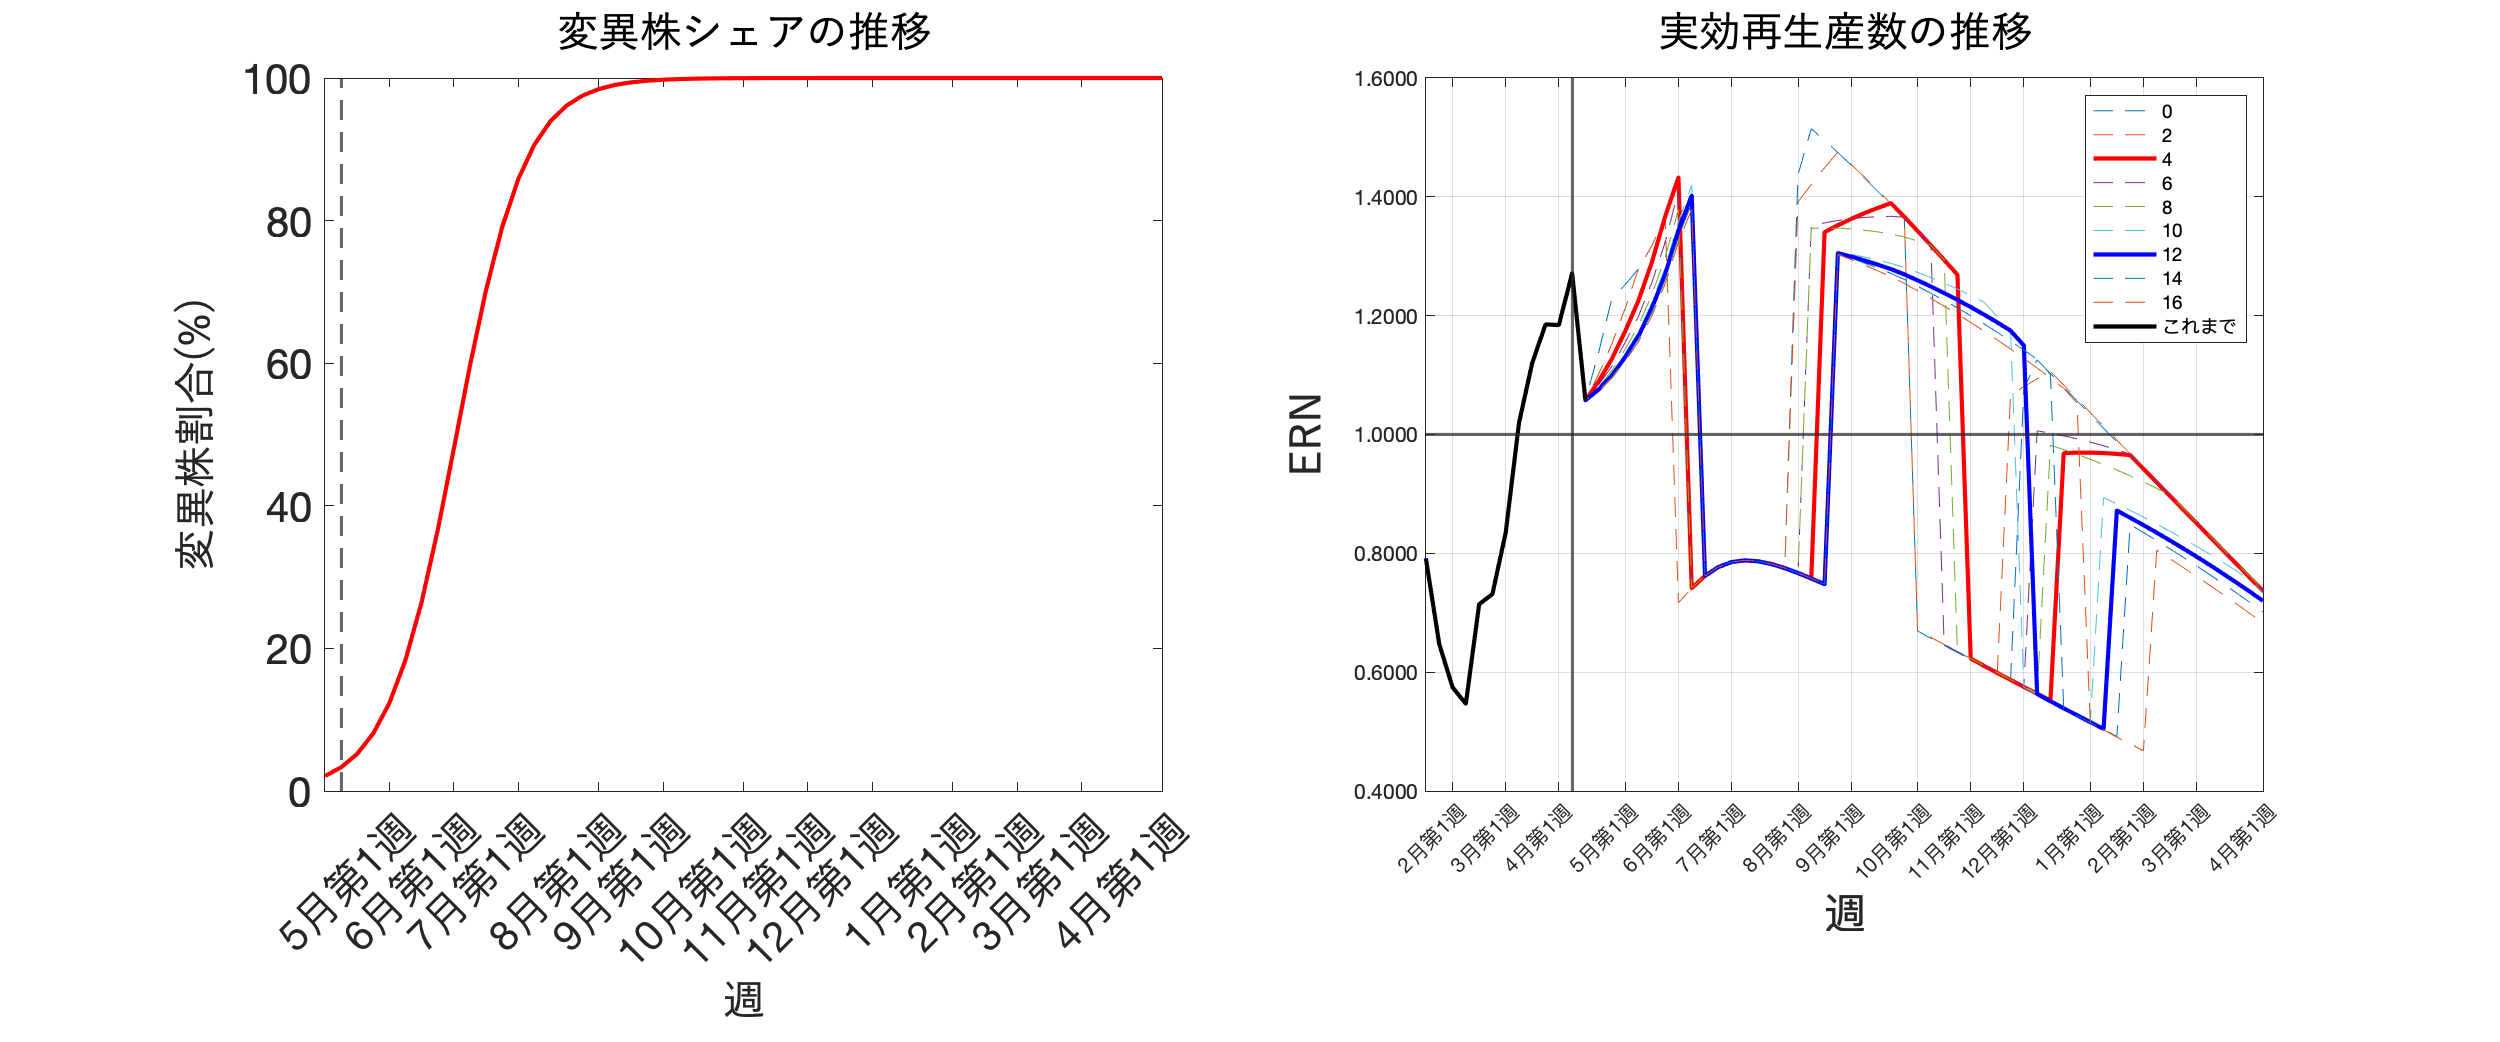 変異株シェアの推移
変異株割合(%)
100
80
60
40
20
0
5月第1週
6月第1週
7月第1週
8月第1週
9月第1週
10月第1週
11月第1週
12月第1週
1月第1週
2月第1週
3月第1週
4月第1週
週
実効再生産数の推移
ERN
1.6000
1.4000
1.2000
1.0000
0.8000
0.6000
0.4000
0
2
4
6
8
10
12
14
16
これまで
2月第1週
3月第1週
4月第1週
5月第1週
6月第1週
7月第1週
8月第1週
9月第1週
10月第1週
11月第1週
12月第1週
1月第1週
2月第1週
3月第1週
4月第1週
週